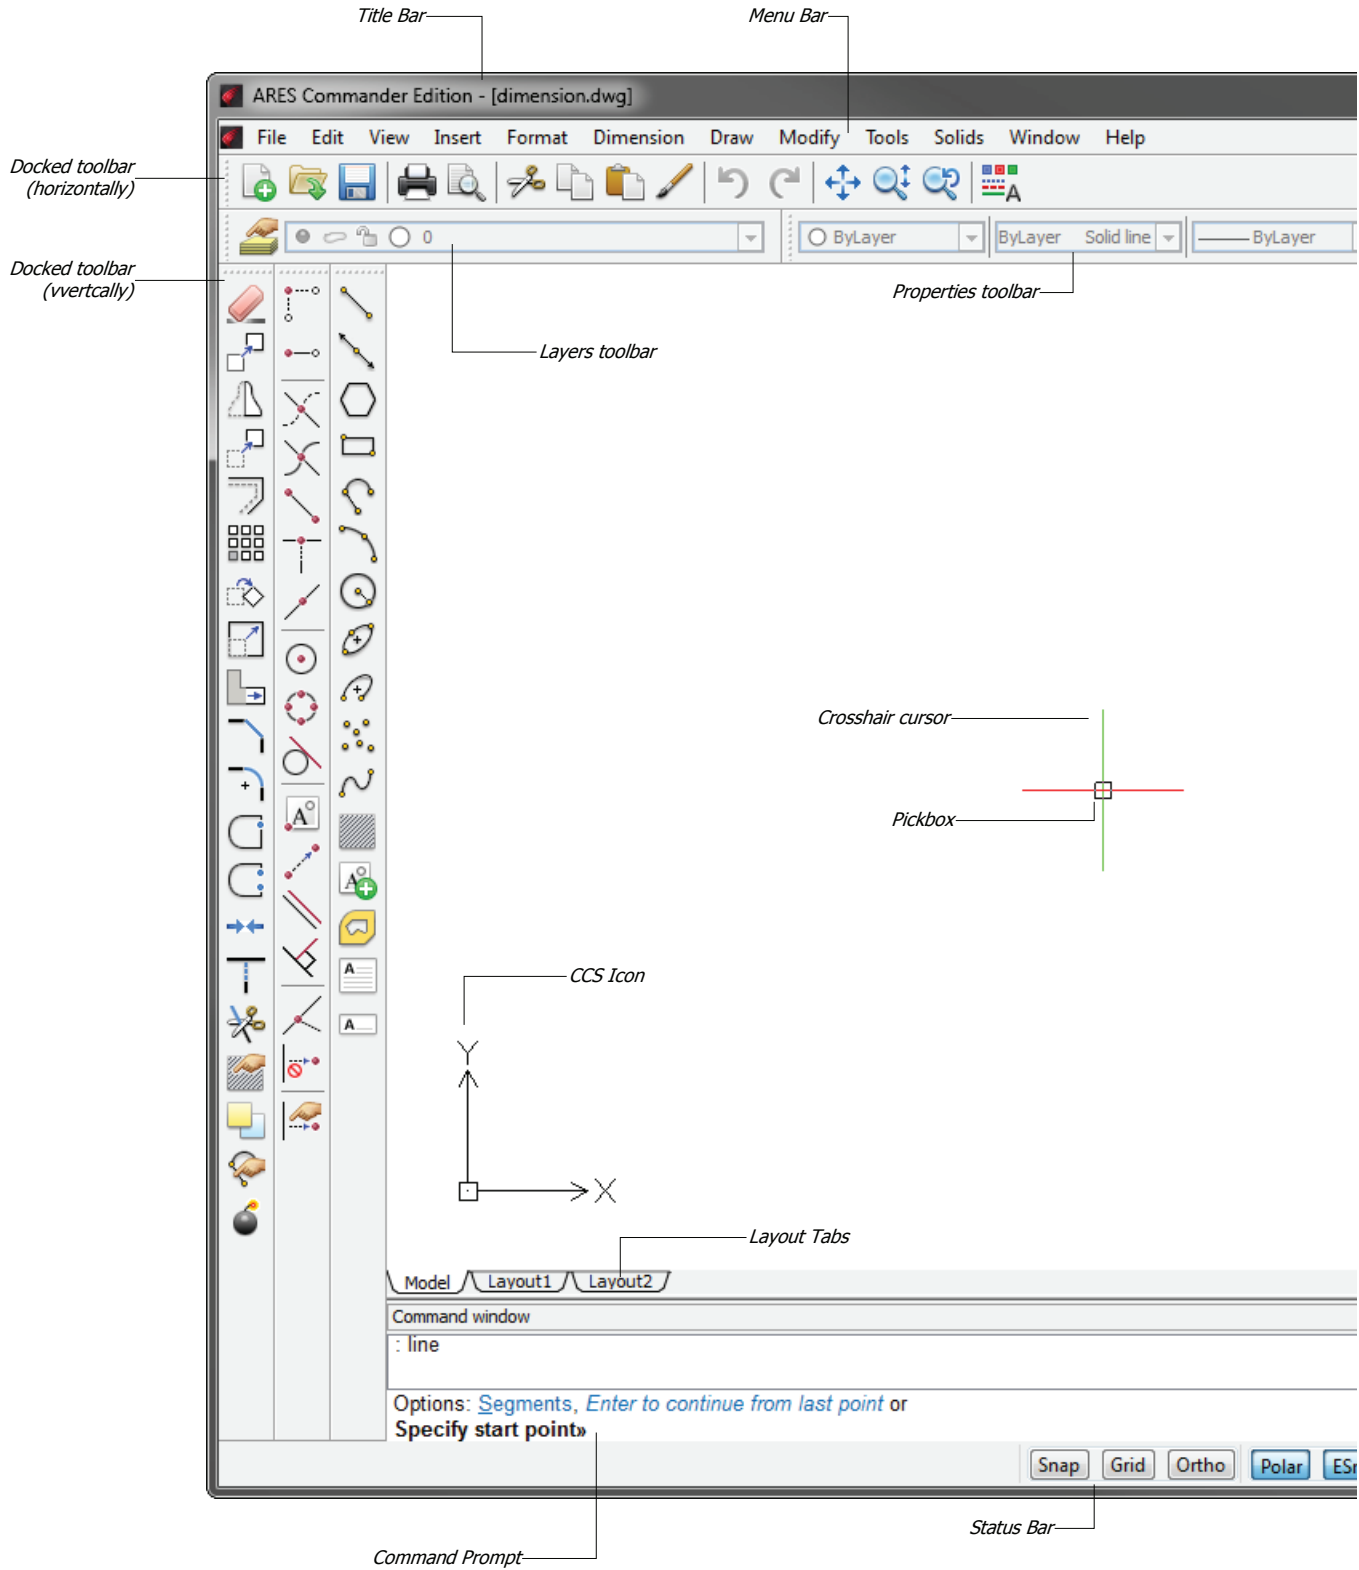 Title Bar
Menu Bar
ARES Commander Edition - [dimension.dwg]
File Edit View Insert Format Dimension Draw Modify Tools Solids Window Help
Docked toolbar
(horizontally)
A
0
ByLayer
ByLayer Solid line
ByLayer
Docked toolbar
(vvertcally)
Properties toolbar
Layers toolbar
Crosshair cursor
A
Pickbox
A
A
CCS Icon
A
Y
X
Layout Tabs
Model Layout1 Layout2
Command window
: line
Options: Segments, Enter to continue from last point or
Specify start point»
Snap Grid Ortho Polar
Status Bar
Command Prompt